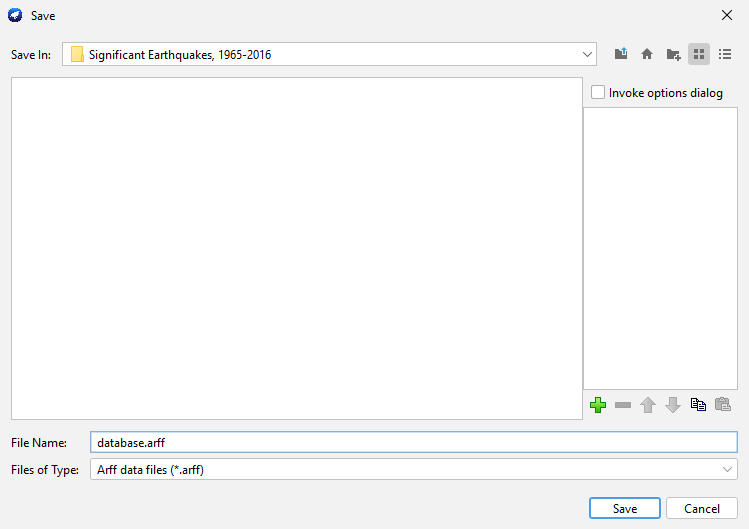 Save
Save In: Significant Earthquakes, 1965-2016
Invoke options dialog
File Name: database.arff
Files of Type: Arff data files (*.arff)
Save Cancel